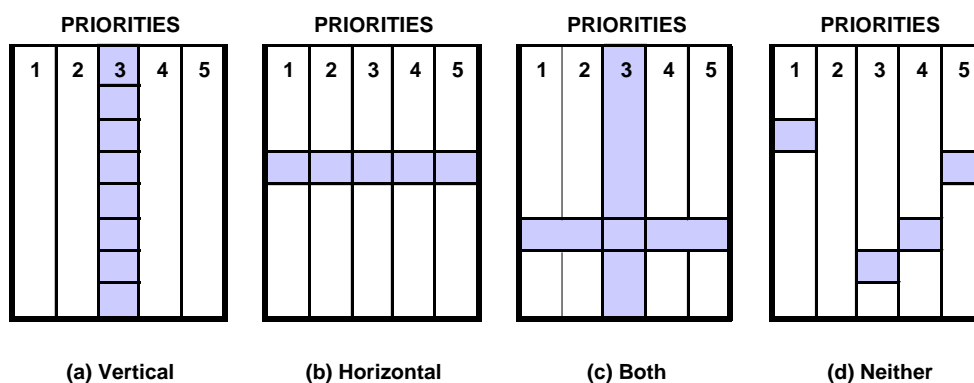 PRIORITIES PRIORITIES PRIORITIES PRIORITIES
1 2 3 4 5 1 2 3 4 5 1 2 3 4 5 1 2 3 4 5
(a) Vertical (b) Horizontal (c) Both (d) Neither